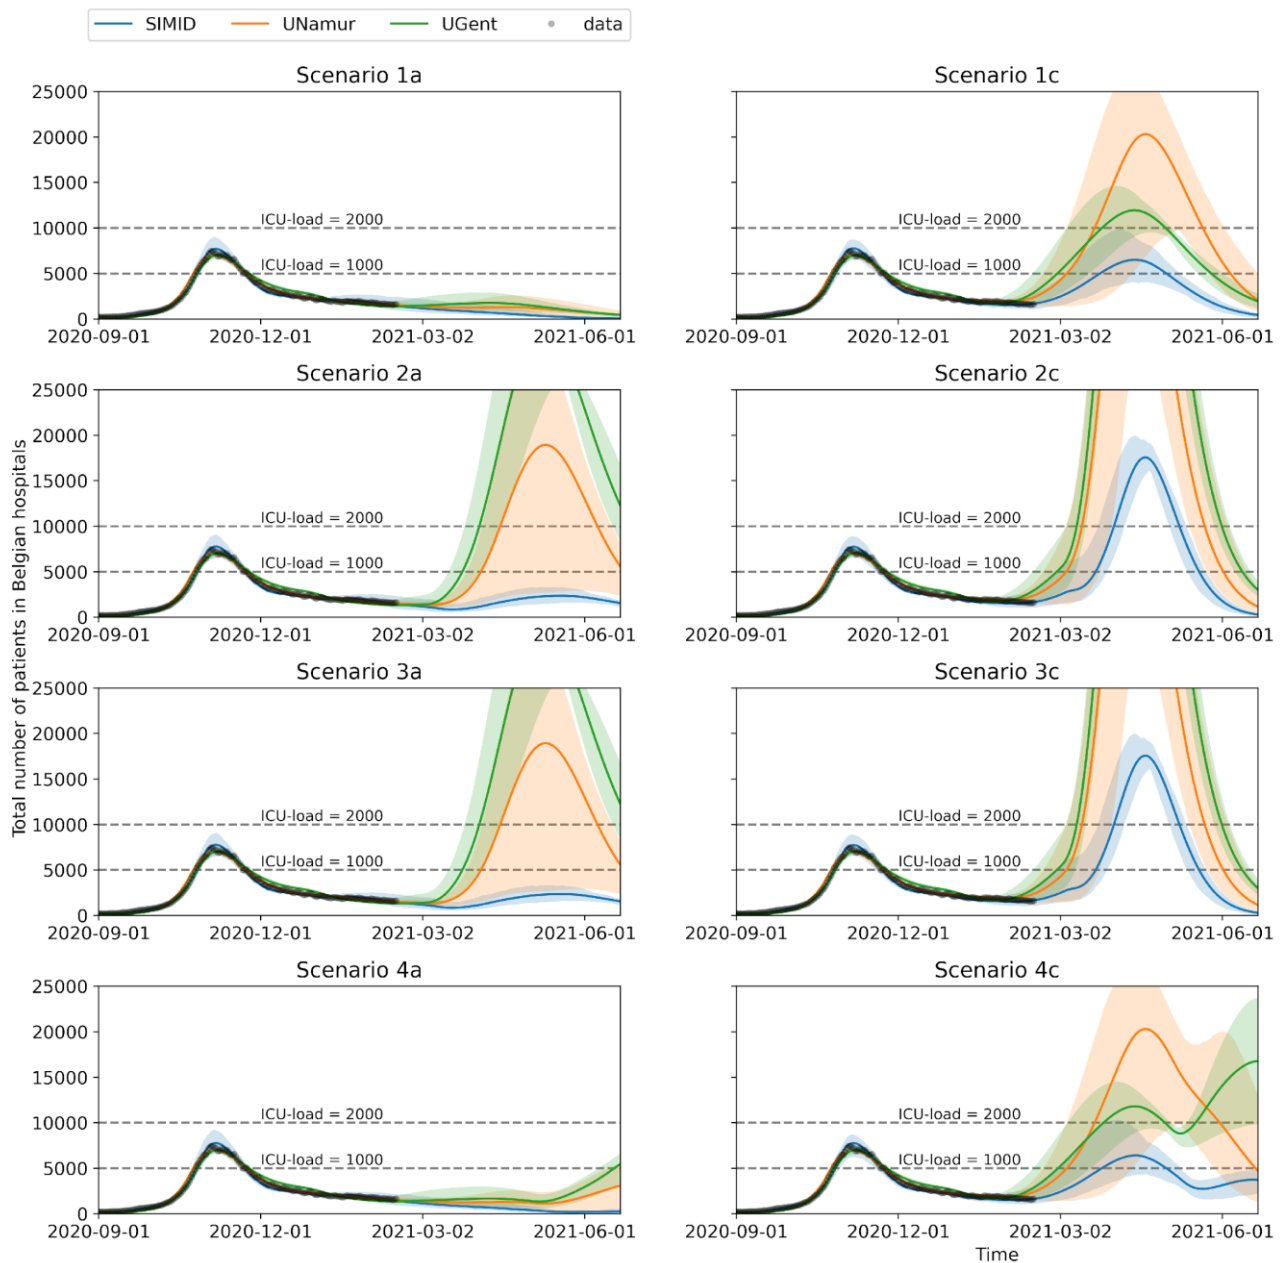 SIMID UNamur UGent data
Scenario 1a
25000
20000
15000
10000
5000
0
ICU-load = 2000
ICU-load = 1000
2020-09-01 2020-12-01 2021-03-02 2021-06-01
Scenario 1c
ICU-load = 2000
ICU-load = 1000
2020-09-01 2020-12-01 2021-03-02 2021-06-01
Total number of patients in Belgian hospitals
Scenario 2a
25000
20000
15000
10000
5000
0
ICU-load = 2000
ICU-load = 1000
2020-09-01 2020-12-01 2021-03-02 2021-06-01
Scenario 2c
ICU-load = 2000
ICU-load = 1000
2020-09-01 2020-12-01 2021-03-02 2021-06-01
Scenario 3a
25000
20000
15000
10000
5000
0
ICU-load = 2000
ICU-load = 1000
2020-09-01 2020-12-01 2021-03-02 2021-06-01
Scenario 3c
ICU-load = 2000
ICU-load = 1000
2020-09-01 2020-12-01 2021-03-02 2021-06-01
Scenario 4a
25000
20000
15000
10000
5000
0
ICU-load = 2000
ICU-load = 1000
2020-09-01 2020-12-01 2021-03-02 2021-06-01
Scenario 4c
ICU-load = 2000
ICU-load = 1000
2020-09-01 2020-12-01 2021-03-02 2021-06-01
Time